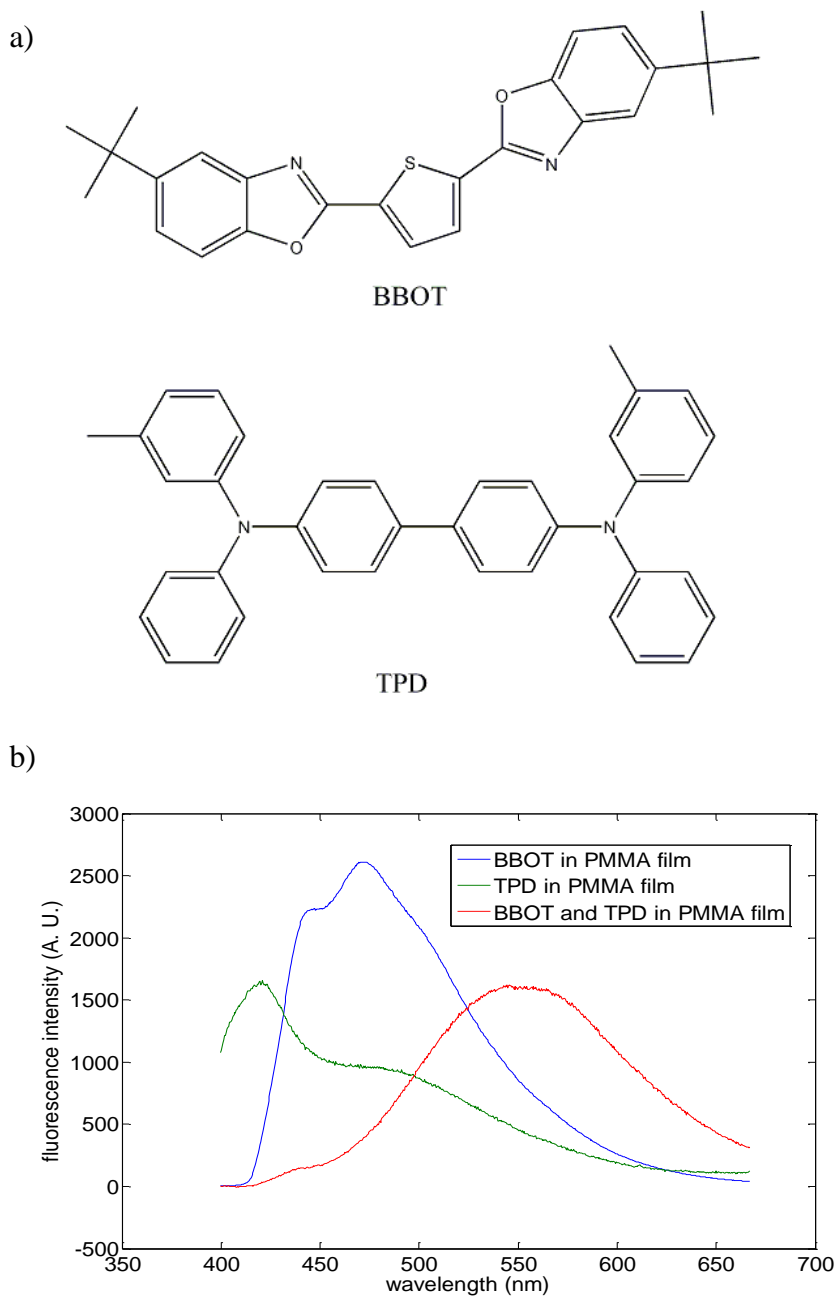 a)
O
N
S
N
O
BBOT
N
N
TPD
b)
3000
2500
2000
1500
1000
500
0
-500
fluorescence intensity (A. U.)
BBOT in PMMA film
TPD in PMMA film
BBOT and TPD in PMMA film
350 400 450 500 550 600 650 700
wavelength (nm)